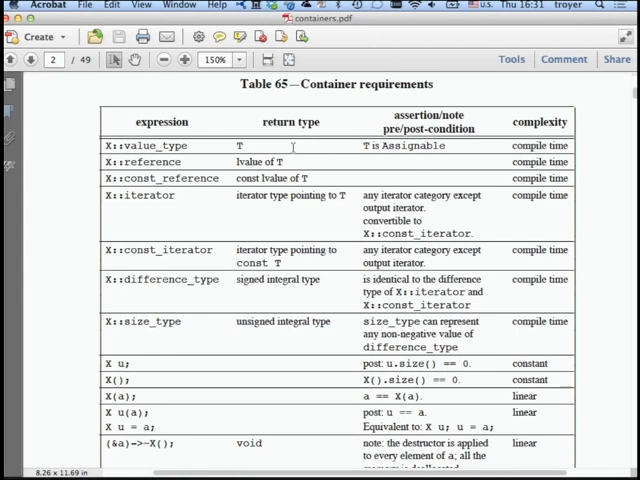 Acrobat File Edit View Window Help U.S. Thu 16:31 troyer
containers.pdf
Create
2 / 49 150% Tools Comment Share
Table 65—Container requirements
expression return type assertion/note pre/post-condition complexity
X::value_type T T is Assignable compile time
X::reference lvalue of T compile time
X::const_reference const lvalue of T compile time
X::iterator iterator type pointing to T any iterator category except compile time
output iterator.
convertible to
X::const_iterator.
X::const_iterator iterator type pointing to any iterator category except compile time
const T output iterator.
X::difference_type signed integral type is identical to the difference compile time
type of X::iterator and
X::const_iterator
X::size_type unsigned integral type size_type can represent compile time
any non-negative value of
difference_type
X u; post: u.size() == 0. constant
X(); X().size() == 0. constant
X(a); a == X(a). linear
X u(a); post: u == a. linear
X u = a; Equivalent to: X u; u = a;
(&a)->~X(); void note: the destructor is applied linear
to every element of a; all the
8.26 x 11.69 in